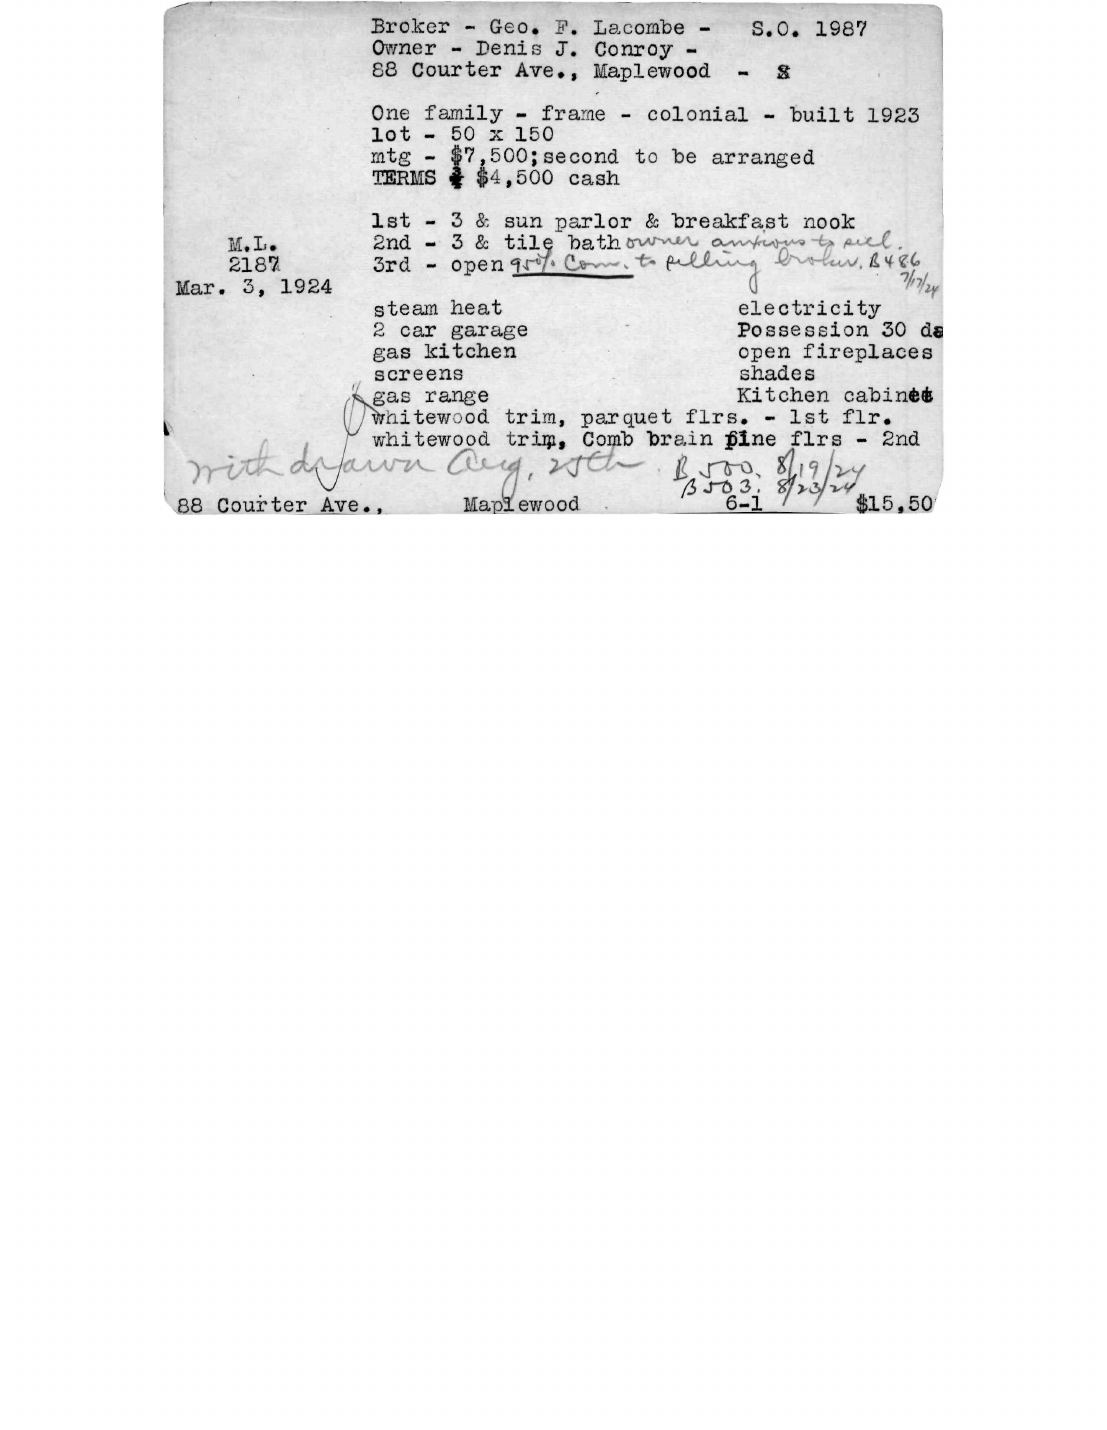 Broker - Geo. F. Lacombe - S.O. 1987
Owner - Denis J. Conroy -
88 Courter Ave., Maplewood - S
One family - frame - colonial - built 1923
lot - 50 x 150
mtg - $7,500;second to be arranged
TERMS $4,500 cash
1st - 3 & sun parlor & breakfast nook
M.L. 2nd - 3 & tile bath owner anxious to sell.
2187 3rd - open 95% Com. to selling broker. B486
Mar. 3, 1924 7/17/24
steam heat electricity
2 car garage Possession 30 da
gas kitchen open fireplaces
screens shades
gas range Kitchen cabinet
whitewood trim, parquet flrs. - 1st flr.
whitewood trim, Comb brain pine flrs - 2nd
withdrawn Aug. 25th. B 500. 8/19/24
B503. 8/23/24
88 Courter Ave., Maplewood 6-1 $15,50